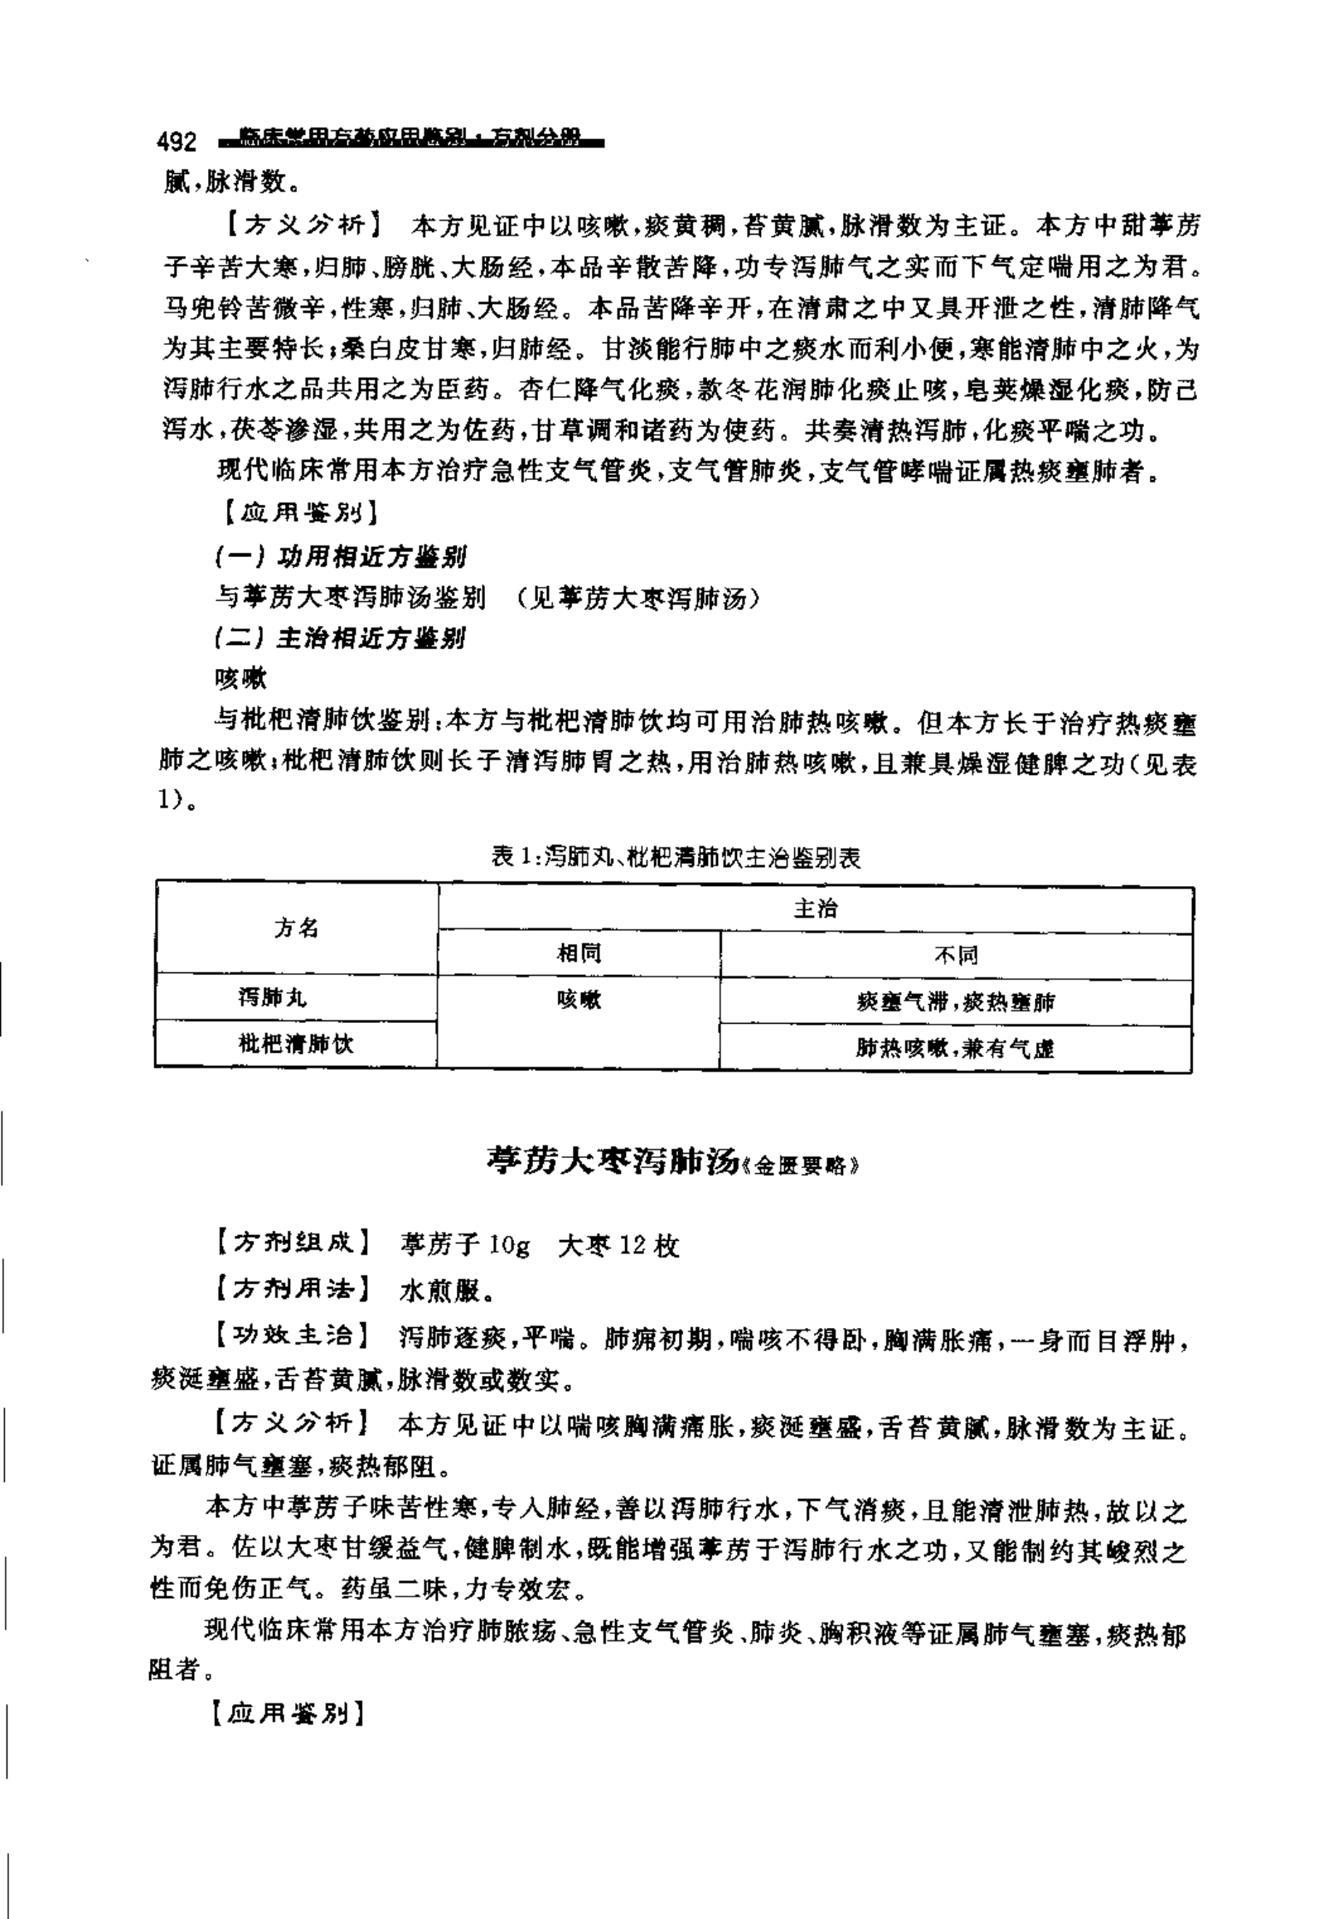 492 临床常用方药应用鉴别·方剂分册
腻,脉滑数。
【方义分析】 本方见证中以咳嗽,痰黄稠,苔黄腻,脉滑数为主证。本方中甜葶苈
子辛苦大寒,归肺、膀胱、大肠经,本品辛散苦降,功专泻肺气之实而下气定喘用之为君。
马兜铃苦微辛,性寒,归肺、大肠经。本品苦降辛开,在清肃之中又具开泄之性,清肺降气
为其主要特长;桑白皮甘寒,归肺经。甘淡能行肺中之痰水而利小便,寒能清肺中之火,为
泻肺行水之品共用之为臣药。杏仁降气化痰,款冬花润肺化痰止咳,皂荚燥湿化痰,防己
泻水,茯苓渗湿,共用之为佐药,甘草调和诸药为使药。共奏清热泻肺,化痰平喘之功。
现代临床常用本方治疗急性支气管炎,支气管肺炎,支气管哮喘证属热痰壅肺者。
【应用鉴别】
(一)功用相近方鉴别
与葶苈大枣泻肺汤鉴别 (见葶苈大枣泻肺汤)
(二)主治相近方鉴别
咳嗽
与枇杷清肺饮鉴别:本方与枇杷清肺饮均可用治肺热咳嗽。但本方长于治疗热痰壅
肺之咳嗽;枇杷清肺饮则长子清泻肺胃之热,用治肺热咳嗽,且兼具燥湿健脾之功(见表
1)。
表1:泻肺丸、枇杷清肺饮主治鉴别表
方名 主治
相同 不同
泻肺丸 咳嗽 痰壅气滞,痰热壅肺
枇杷清肺饮 肺热咳嗽,兼有气虚
葶苈大枣泻肺汤《金匮要略》
【方剂组成】 葶苈子10g 大枣12枚
【方剂用法】 水煎服。
【功效主治】 泻肺逐痰,平喘。肺痈初期,喘咳不得卧,胸满胀痛,一身而目浮肿,
痰涎壅盛,舌苔黄腻,脉滑数或数实。
【方义分析】 本方见证中以喘咳胸满痛胀,痰涎壅盛,舌苔黄腻,脉滑数为主证。
证属肺气壅塞,痰热郁阻。
本方中葶苈子味苦性寒,专入肺经,善以泻肺行水,下气消痰,且能清泄肺热,故以之
为君。佐以大枣甘缓益气,健脾制水,既能增强葶苈于泻肺行水之功,又能制约其峻烈之
性而免伤正气。药虽二味,力专效宏。
现代临床常用本方治疗肺脓疡、急性支气管炎、肺炎、胸积液等证属肺气壅塞,痰热郁
阻者。
【应用鉴别】